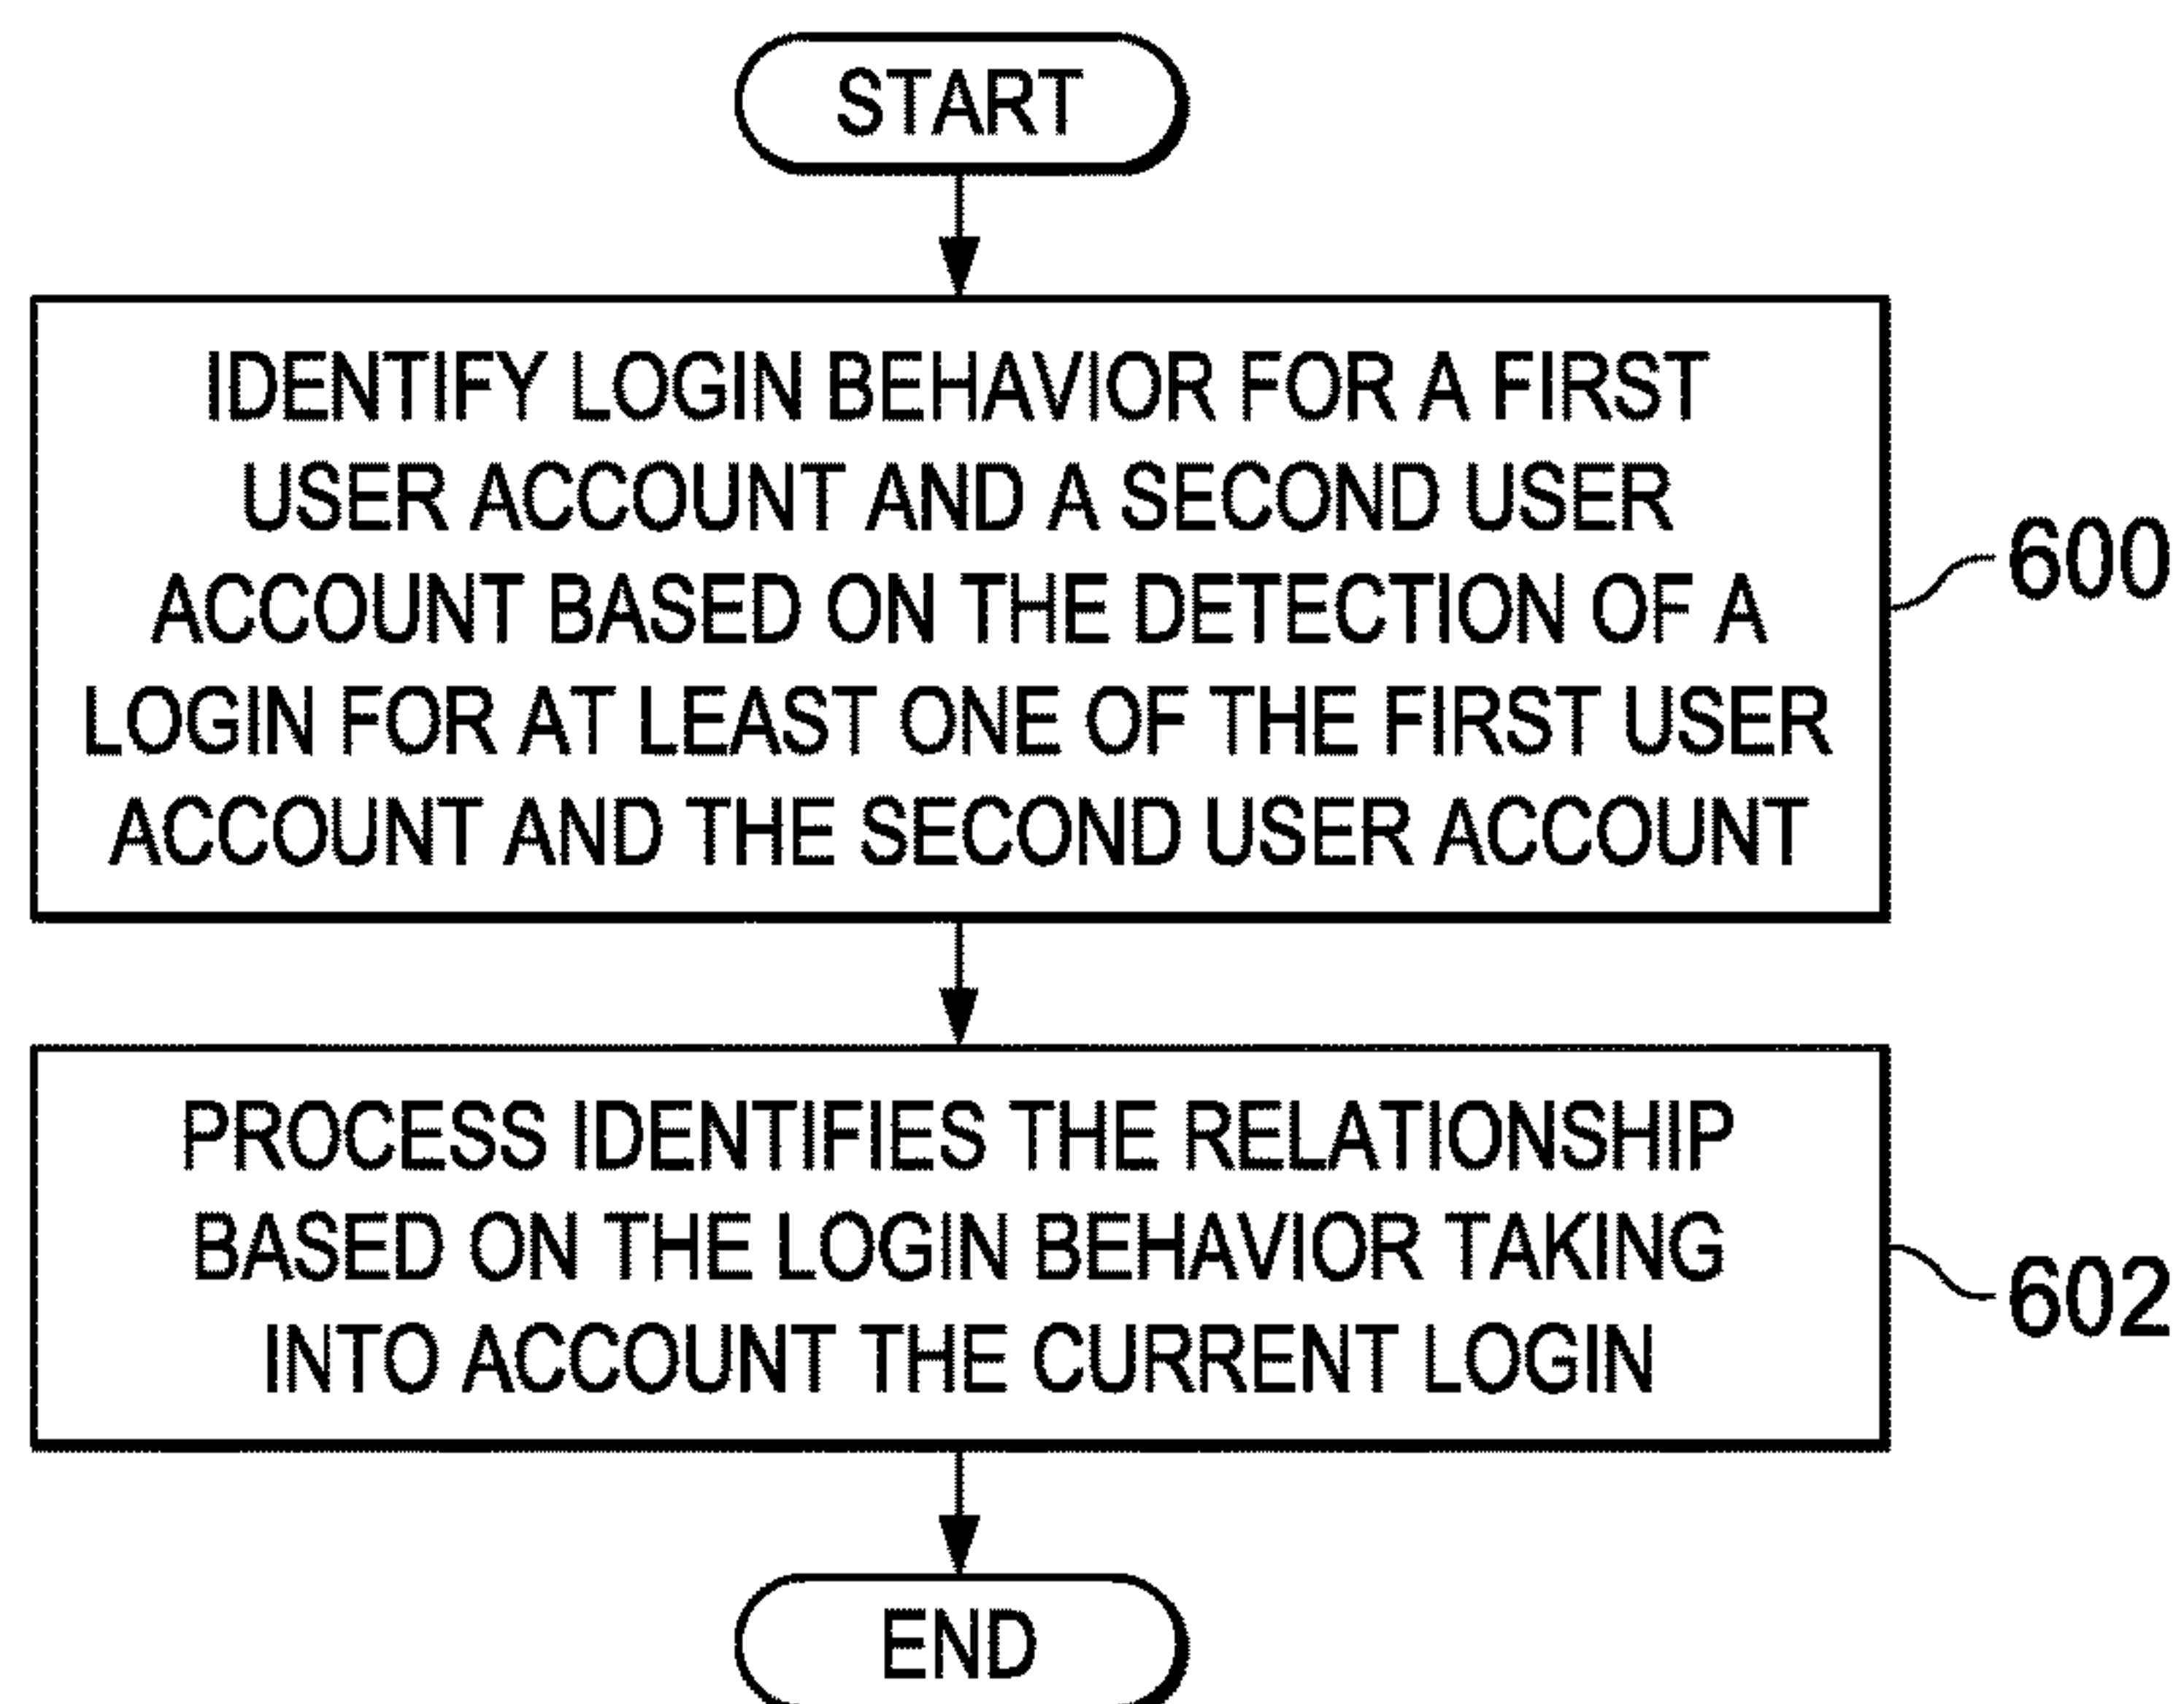 START
IDENTIFY LOGIN BEHAVIOR FOR A FIRST
USER ACCOUNT AND A SECOND USER
ACCOUNT BASED ON THE DETECTION OF A
LOGIN FOR AT LEAST ONE OF THE FIRST USER
ACCOUNT AND THE SECOND USER ACCOUNT
600
PROCESS IDENTIFIES THE RELATIONSHIP
BASED ON THE LOGIN BEHAVIOR TAKING
INTO ACCOUNT THE CURRENT LOGIN
602
END